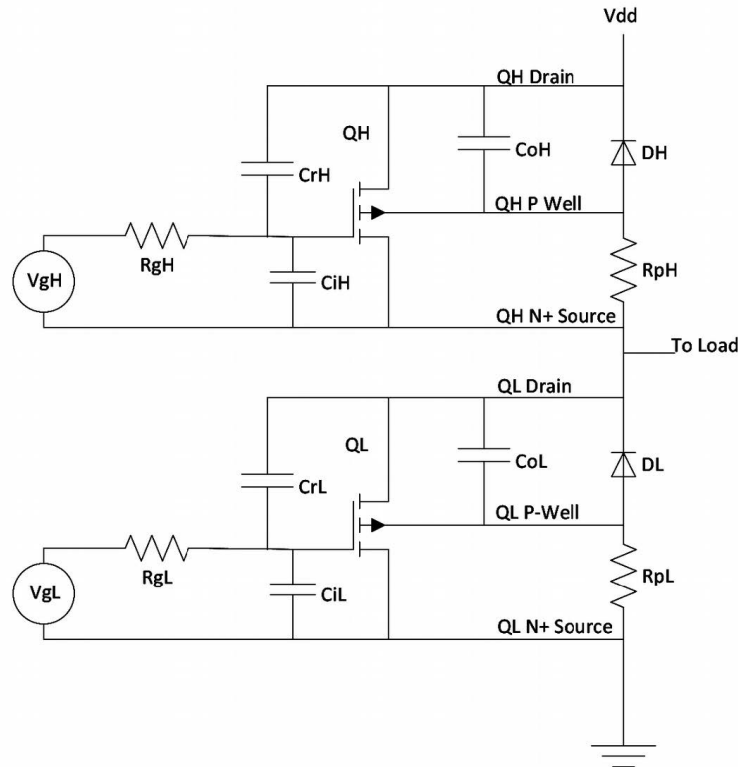 Vdd
QH Drain
QH
CoH
DH
CrH
QH P Well
RgH
VgH
CiH
RpH
QH N+ Source
To Load
QL Drain
QL
CoL
DL
CrL
QL P-Well
RgL
VgL
CiL
RpL
QL N+ Source